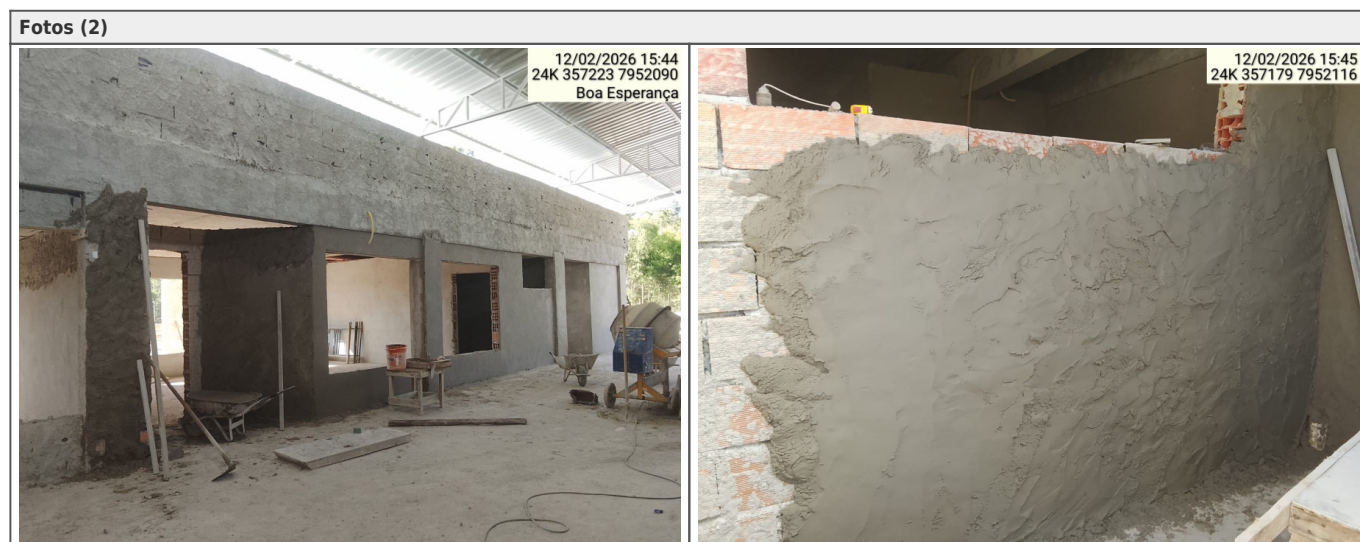 Fotos (2)
12/02/2026 15:44
24K 357223 7952090
Boa Esperança
12/02/2026 15:45
24K 357179 7952116